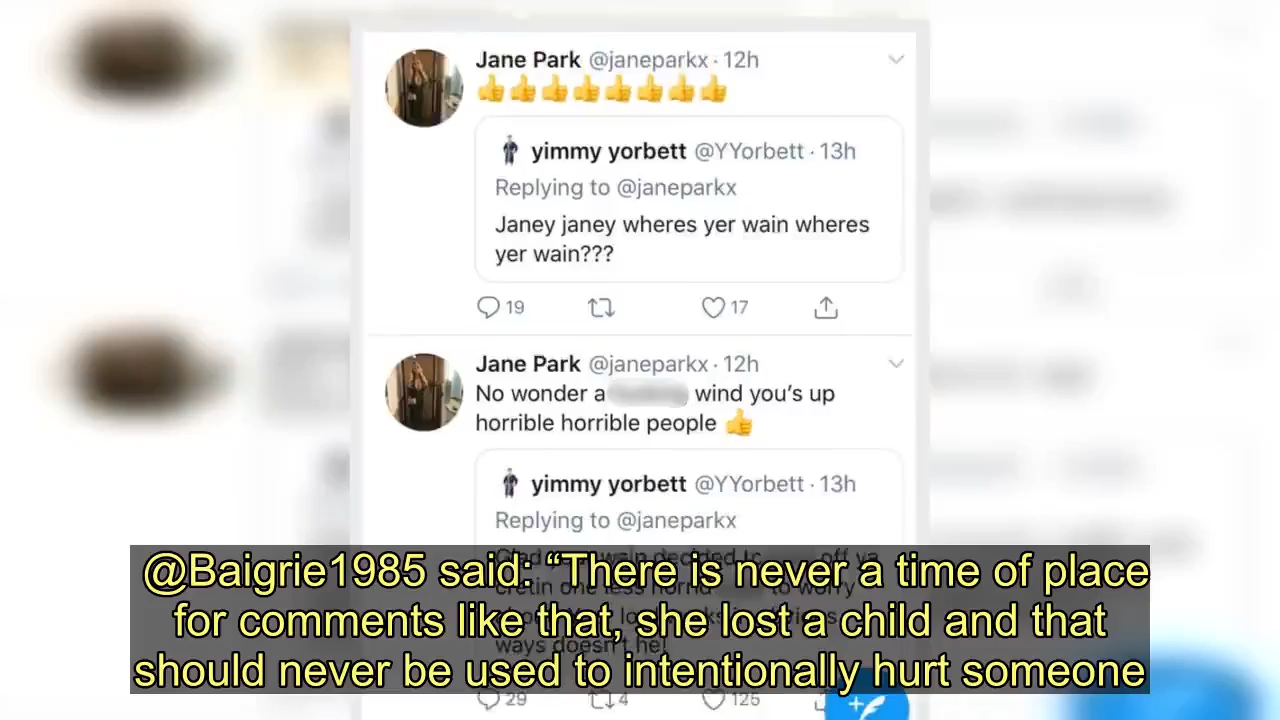 Jane Park @janeparkx · 12h
👍👍👍👍👍👍👍👍
yimmy yorbett @YYorbett · 13h
Replying to @janeparkx
Janey janey wheres yer wain wheres
yer wain???
19 17
Jane Park @janeparkx · 12h
No wonder a wind you's up
horrible horrible people 👍
yimmy yorbett @YYorbett · 13h
Replying to @janeparkx
@Baigrie1985 said: “There is never a time of place
for comments like that, she lost a child and that
should never be used to intentionally hurt someone
29 4 125